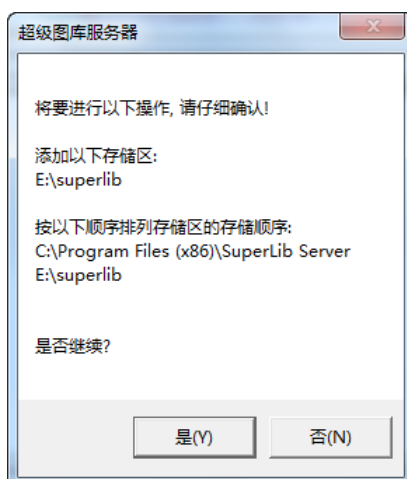 超级图库服务器
将要进行以下操作, 请仔细确认!
添加以下存储区:
E:\superlib
按以下顺序排列存储区的存储顺序:
C:\Program Files (x86)\SuperLib Server
E:\superlib
是否继续?
是(Y)
否(N)